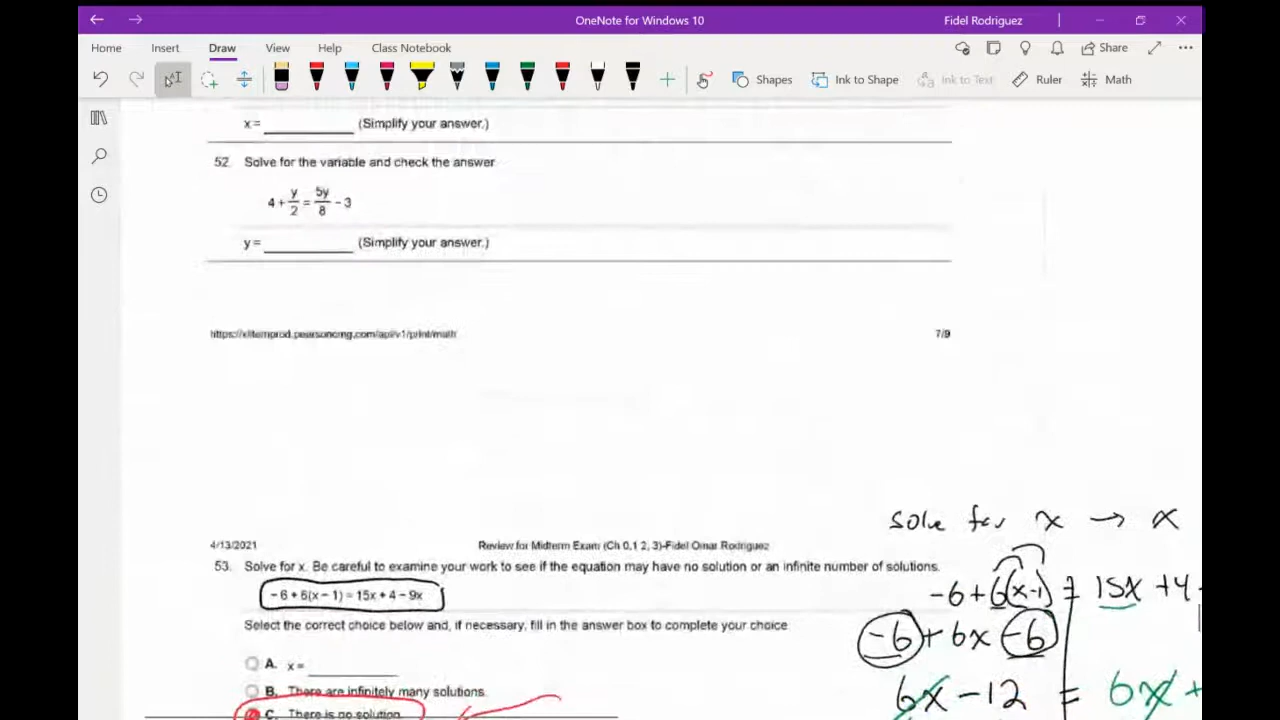 OneNote for Windows 10
Fidel Rodriguez
Home Insert Draw View Help Class Notebook Share
Shapes Ink to Shape Ink to Text Ruler Math
x = (Simplify your answer.)
52. Solve for the variable and check the answer
4 + y/2 = 5y/8 - 3
y = (Simplify your answer.)
7/9
solve for x → x
4/13/2021 Review for Midterm Exam (Ch 0,1 2, 3)-Fidel Omar Rodriguez
53. Solve for x. Be careful to examine your work to see if the equation may have no solution or an infinite number of solutions.
-6 + 6(x-1) = 15x + 4
- 6 + 6(x - 1) = 15x + 4 - 9x
Select the correct choice below and, if necessary, fill in the answer box to complete your choice
-6 + 6x - 6
A. x =
B. There are infinitely many solutions.
6x - 12 = 6x +
C. There is no solution.